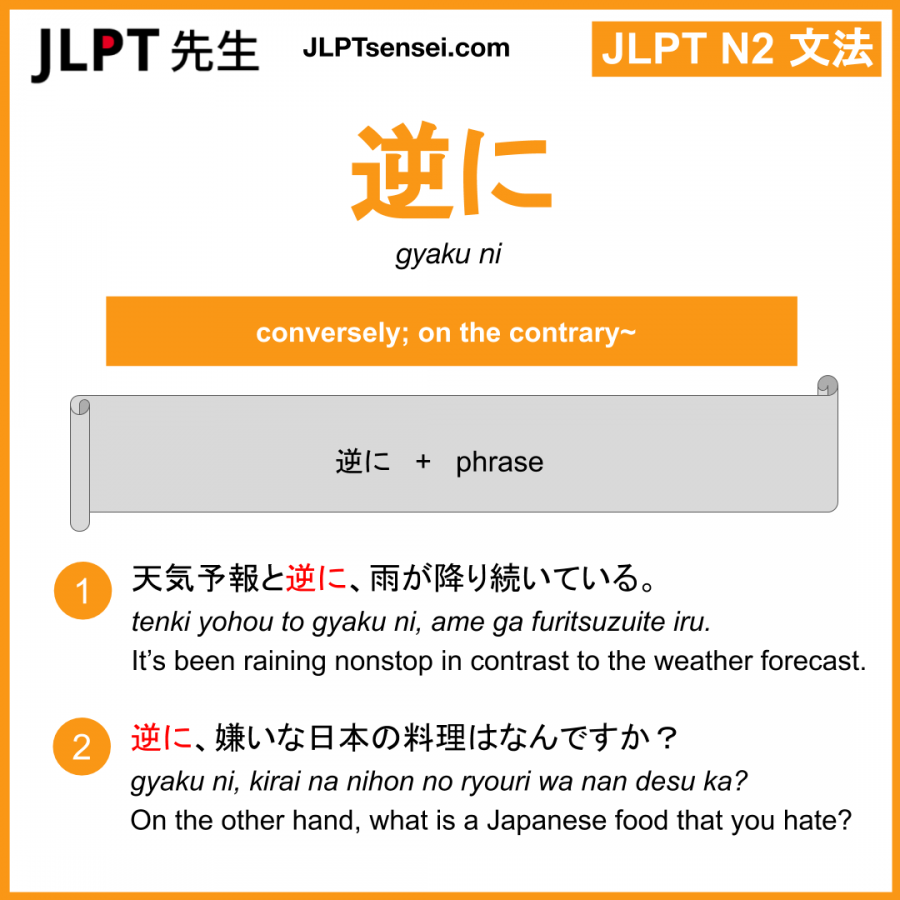 JLPT 先生 JLPTsensei.com JLPT N2 文法
逆に
gyaku ni
conversely; on the contrary~
逆に + phrase
1 天気予報と逆に、雨が降り続いている。
tenki yohou to gyaku ni, ame ga furitsuzuite iru.
It's been raining nonstop in contrast to the weather forecast.
2 逆に、嫌いな日本の料理はなんですか？
gyaku ni, kirai na nihon no ryouri wa nan desu ka?
On the other hand, what is a Japanese food that you hate?